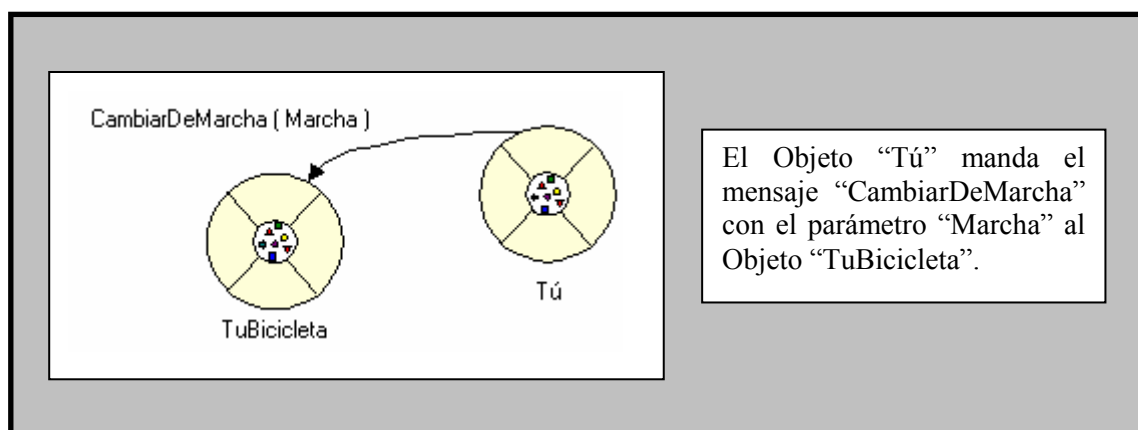 CambiarDeMarcha ( Marcha )
TuBicicleta
Tú
El Objeto “Tú” manda el
mensaje “CambiarDeMarcha”
con el parámetro “Marcha” al
Objeto “TuBicicleta”.